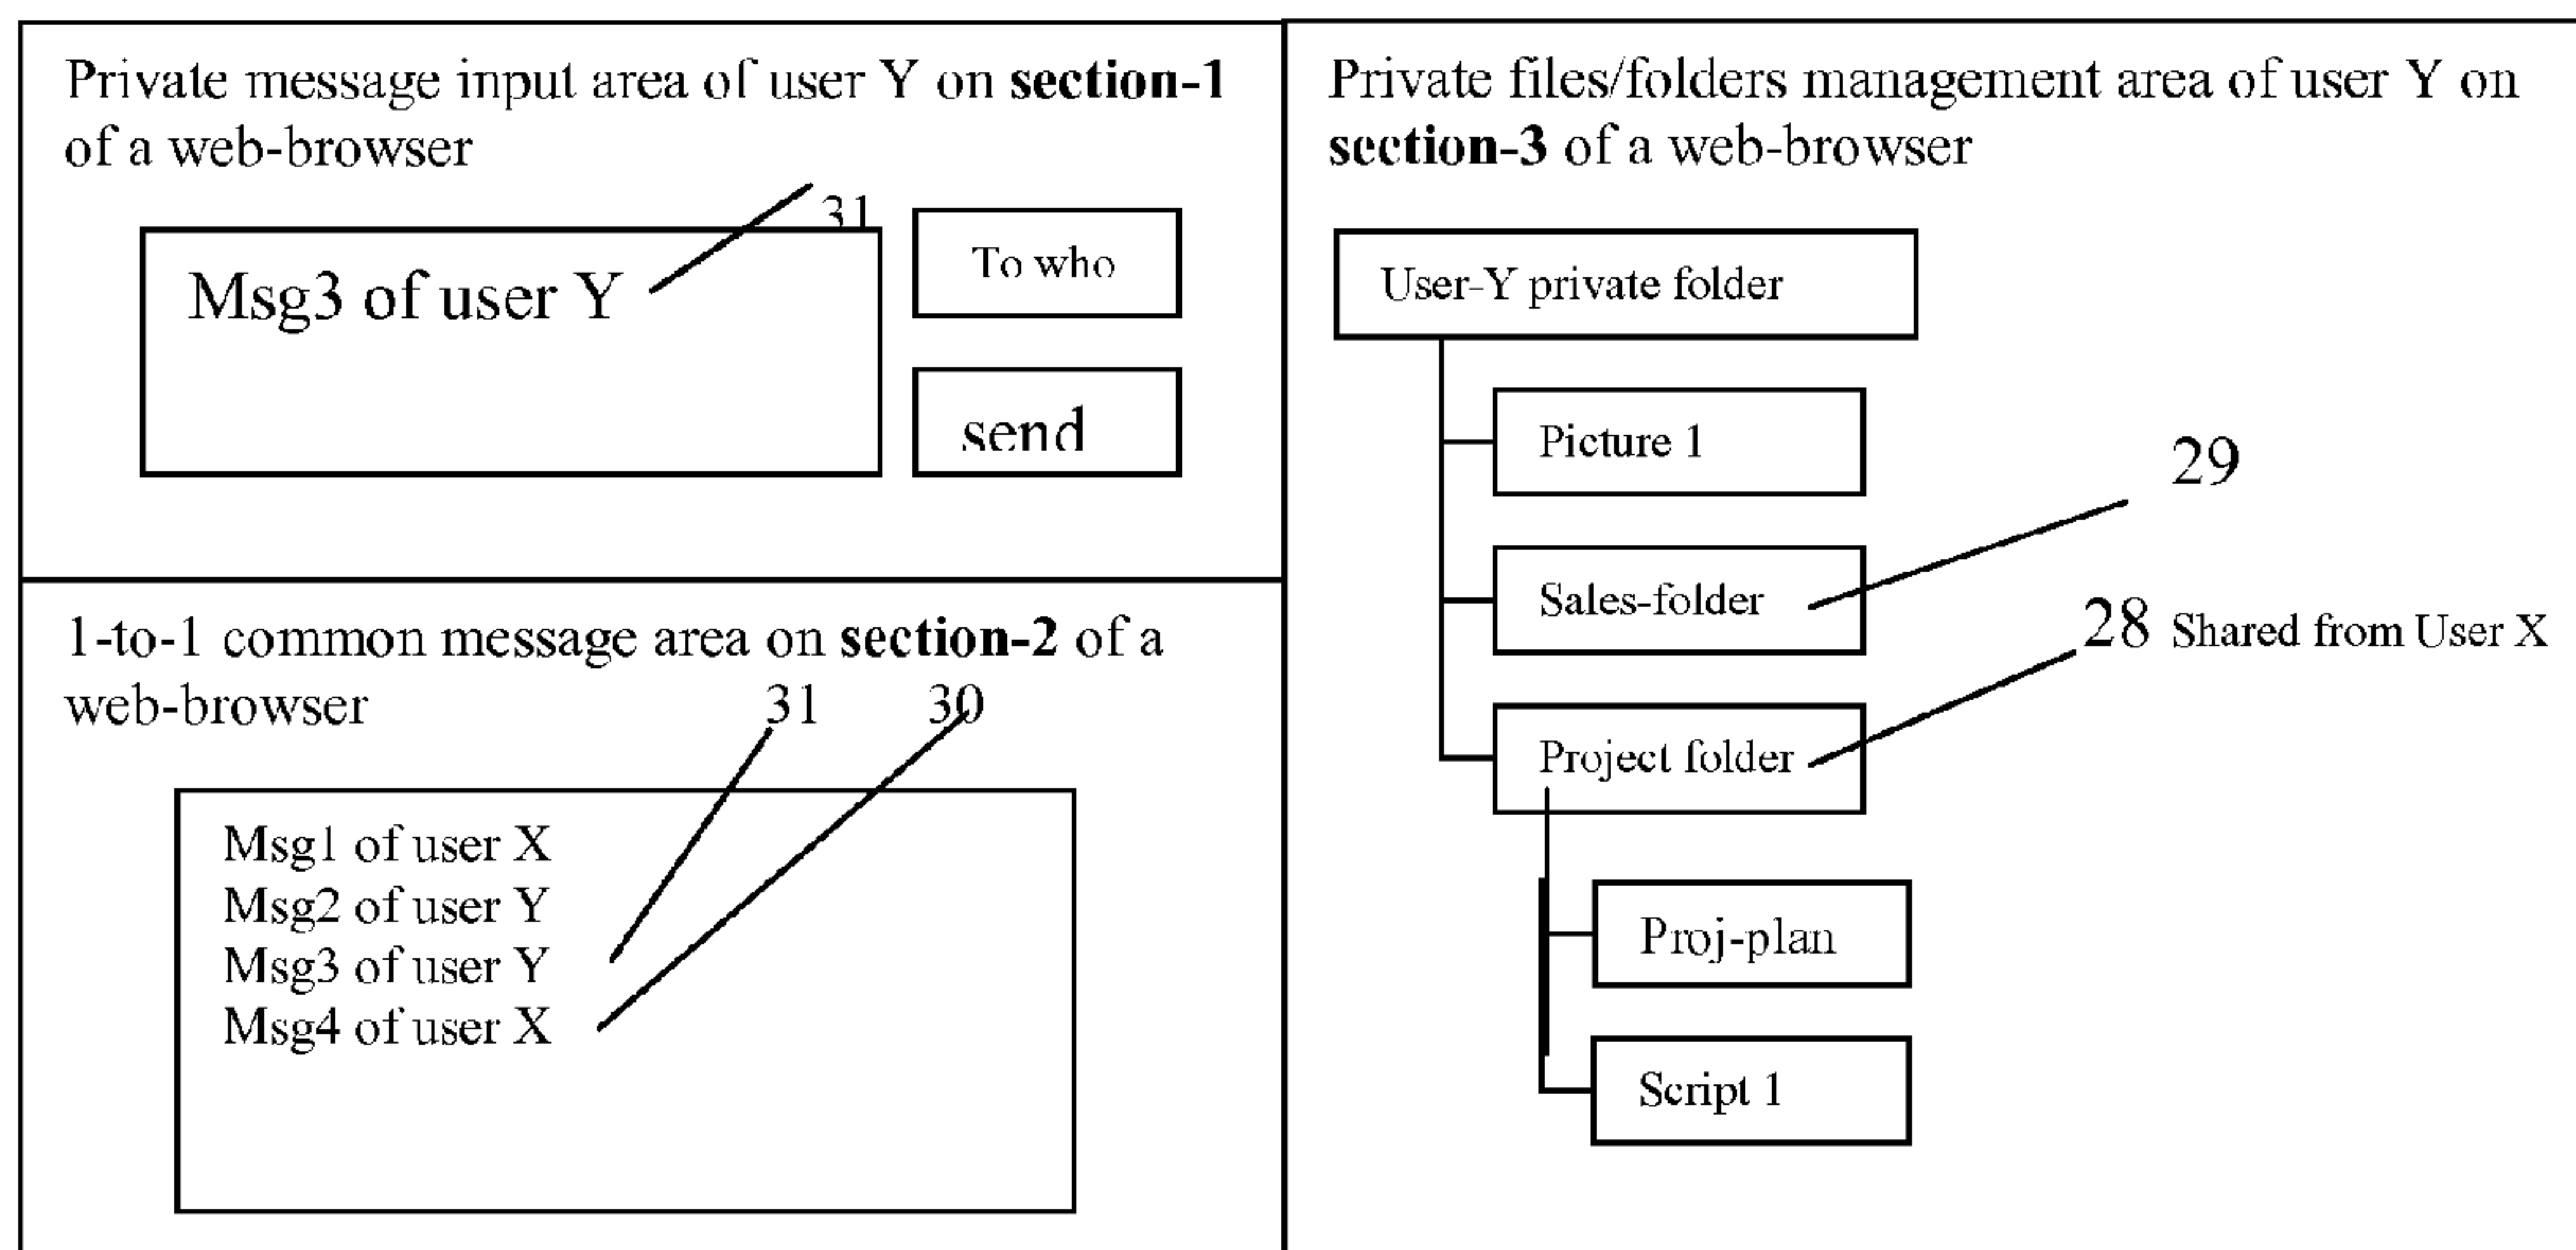 Private message input area of user Y on section-1
of a web-browser
31
Msg3 of user Y
To who
send
1-to-1 common message area on section-2 of a
web-browser
31
30
Msg1 of user X
Msg2 of user Y
Msg3 of user Y
Msg4 of user X
Private files/folders management area of user Y on
section-3 of a web-browser
User-Y private folder
Picture 1
29
Sales-folder
28 Shared from User X
Project folder
Proj-plan
Script 1